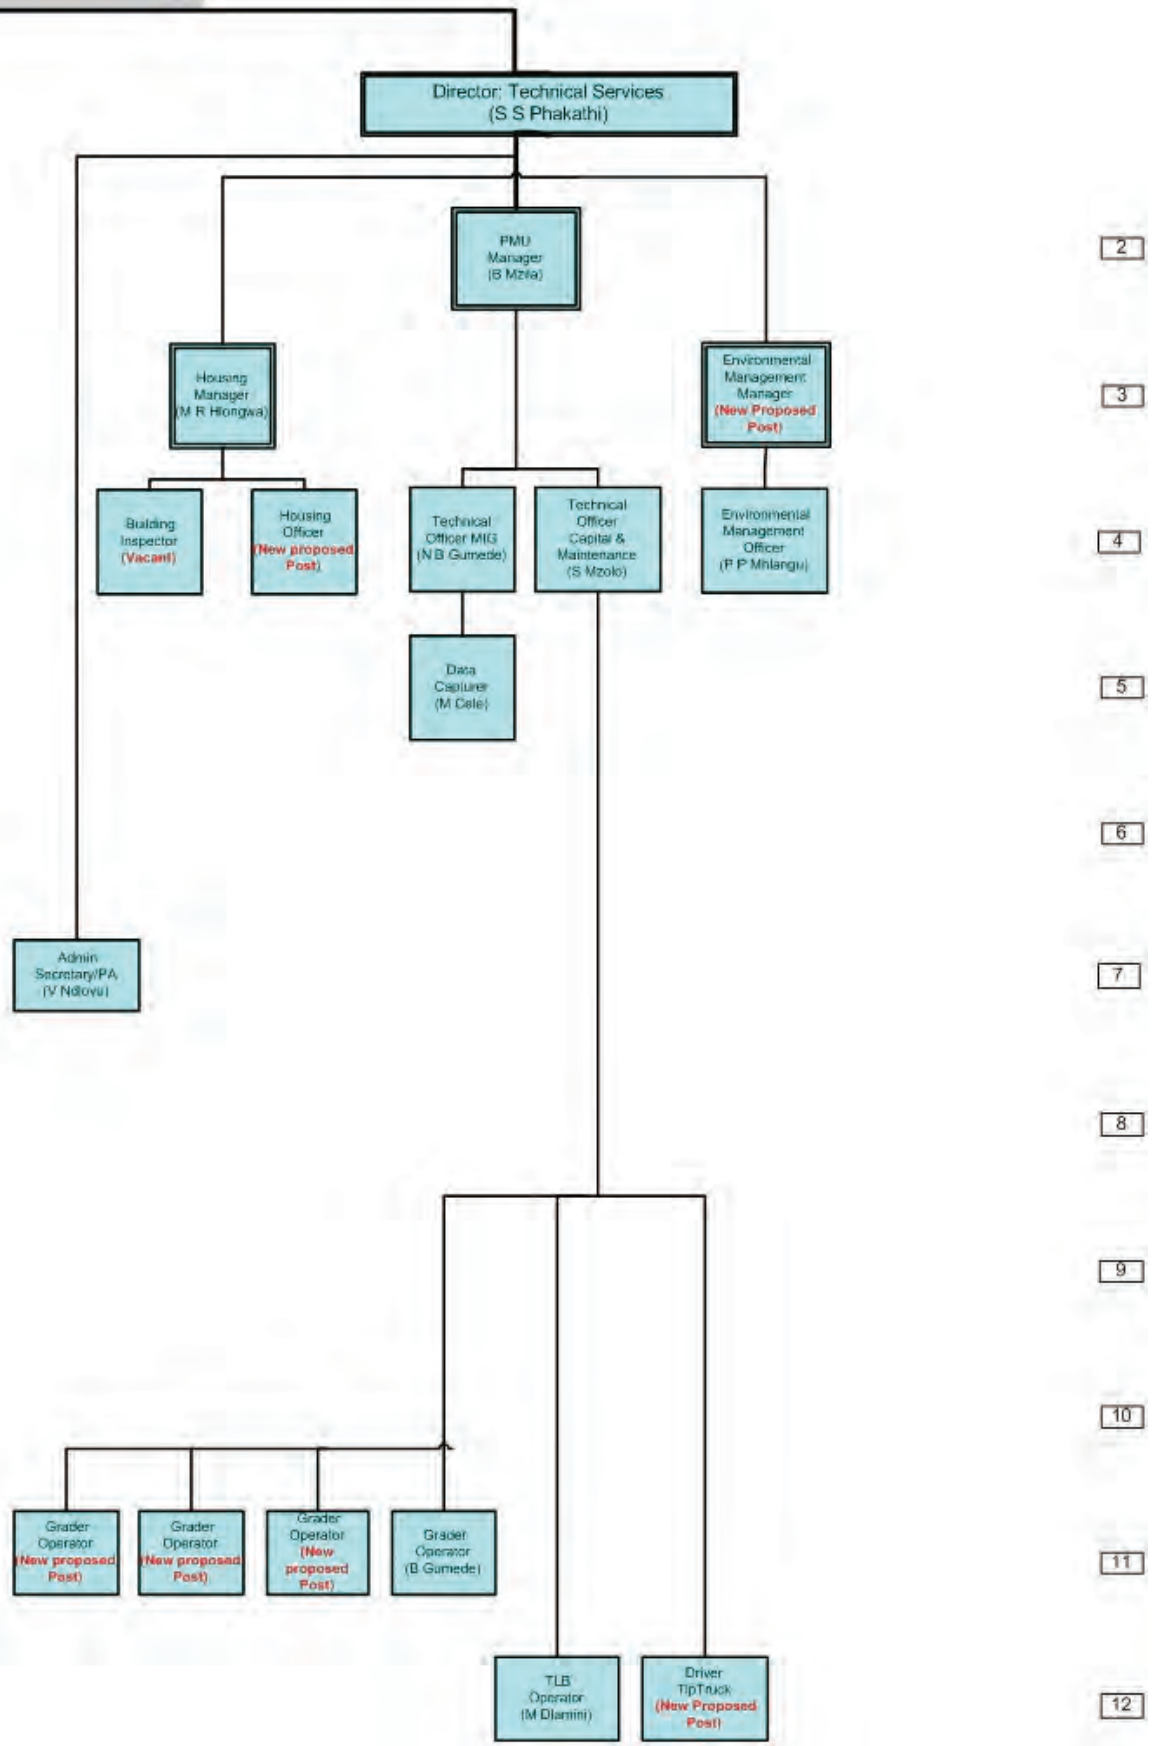 Director: Technical Services
(S S Phakathi)
PMU
Manager
(B Mzila)
2
Housing
Manager
(M R Hlongwa)
Environmental
Management
Manager
(New Proposed
Post)
3
Building
Inspector
(Vacant)
Housing
Officer
(New proposed
Post)
Technical
Officer MIG
(N B Gumede)
Technical
Officer
Capital &
Maintenance
(S Mzolo)
Environmental
Management
Officer
(P P Mhlangu)
4
Data
Capturer
(M Cele)
5
6
Admin
Secretary/PA
(V Ndlovu)
7
8
9
10
Grader
Operator
(New proposed
Post)
Grader
Operator
(New proposed
Post)
Grader
Operator
(New
proposed
Post)
Grader
Operator
(B Gumede)
11
TLB
Operator
(M Dlamini)
Driver
TipTruck
(New Proposed
Post)
12